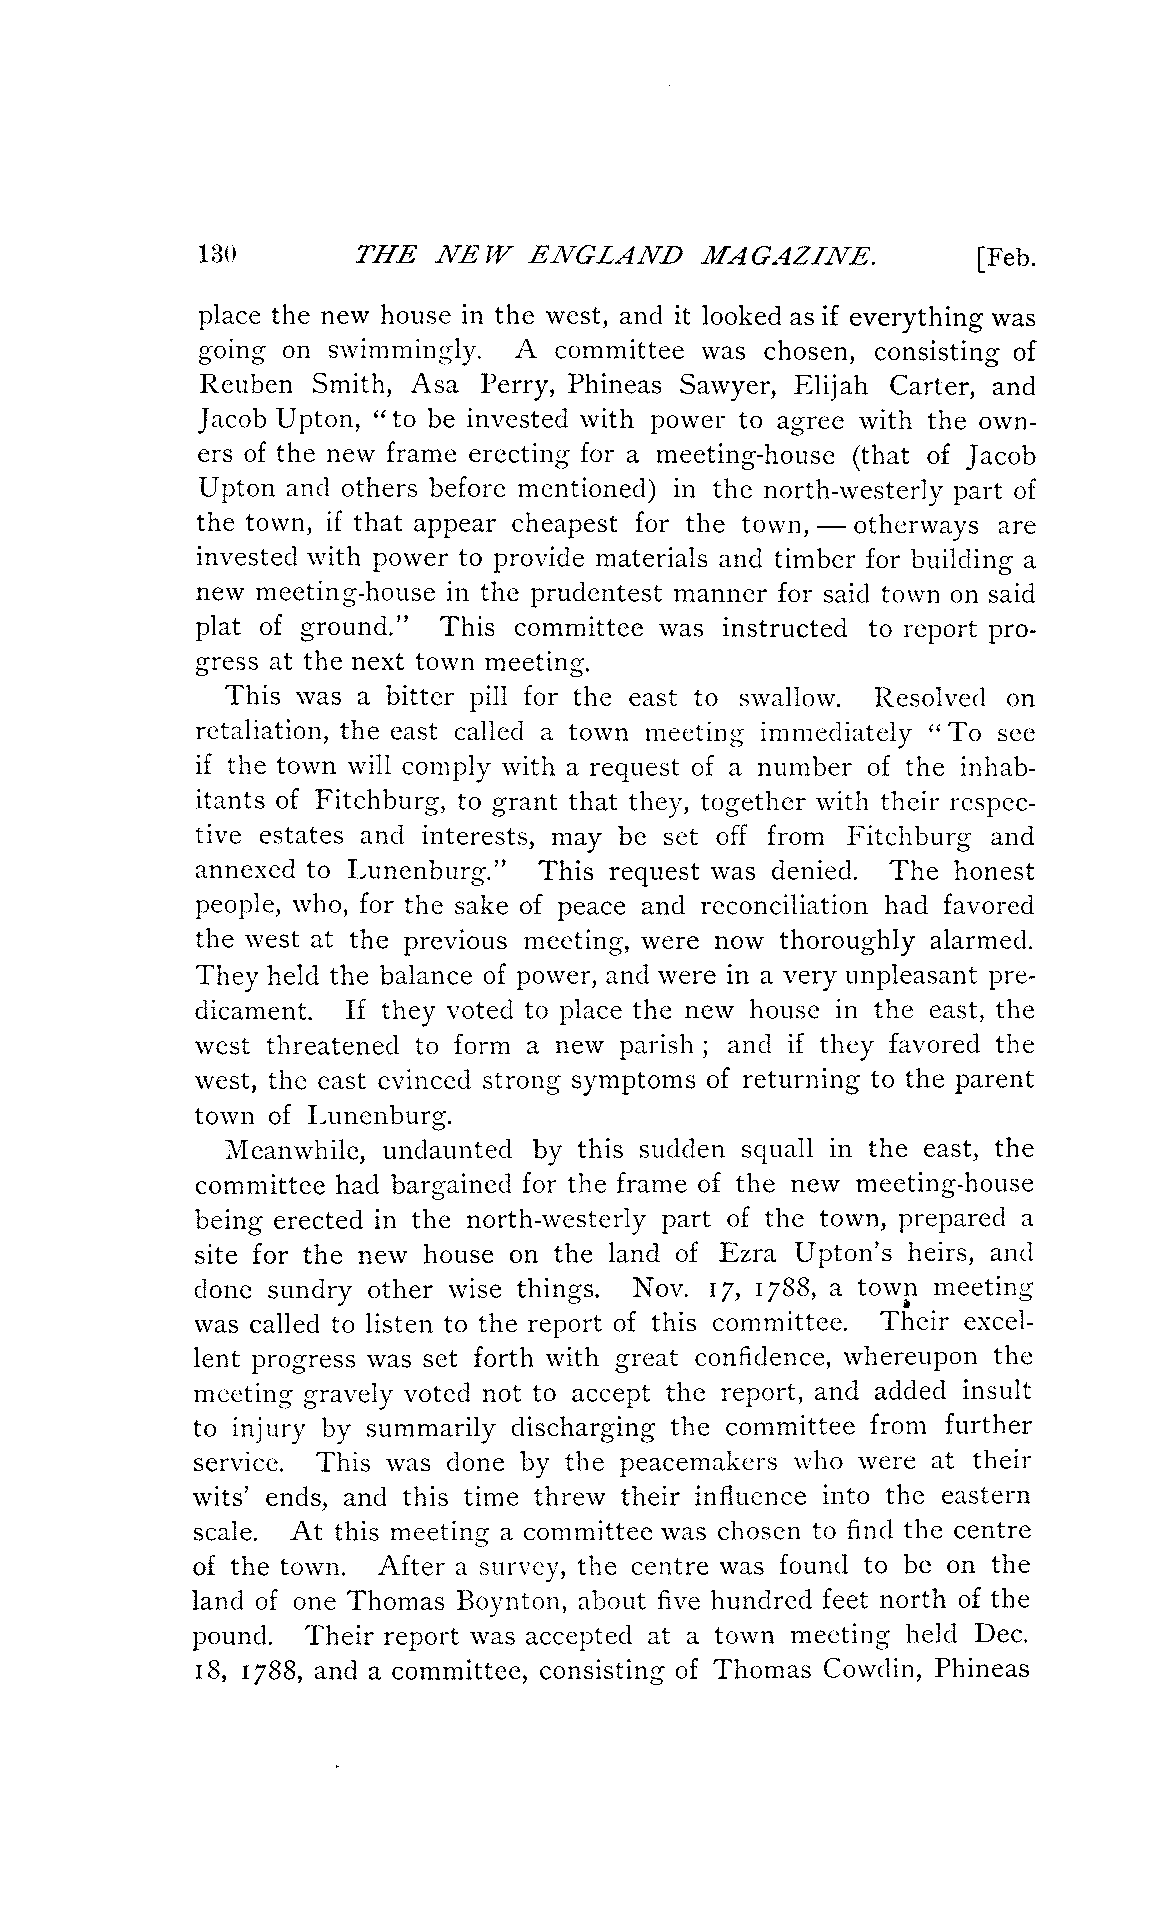 130 THE NEW ENGLAND MAGAZINE. [Feb.
place the new house in the west, and it looked as if everything was
going on swimmingly. A committee was chosen, consisting of
Reuben Smith, Asa Perry, Phineas Sawyer, Elijah Carter, and
Jacob Upton, “to be invested with power to agree with the own-
ers of the new frame erecting for a meeting-house (that of Jacob
Upton and others before mentioned) in the north-westerly part of
the town, if that appear cheapest for the town, — otherways are
invested with power to provide materials and timber for building a
new meeting-house in the prudentest manner for said town on said
plat of ground.” This committee was instructed to report pro-
gress at the next town meeting.
This was a bitter pill for the east to swallow. Resolved on
retaliation, the east called a town meeting immediately “To see
if the town will comply with a request of a number of the inhab-
itants of Fitchburg, to grant that they, together with their respec-
tive estates and interests, may be set off from Fitchburg and
annexed to Lunenburg.” This request was denied. The honest
people, who, for the sake of peace and reconciliation had favored
the west at the previous meeting, were now thoroughly alarmed.
They held the balance of power, and were in a very unpleasant pre-
dicament. If they voted to place the new house in the east, the
west threatened to form a new parish; and if they favored the
west, the east evinced strong symptoms of returning to the parent
town of Lunenburg.
Meanwhile, undaunted by this sudden squall in the east, the
committee had bargained for the frame of the new meeting-house
being erected in the north-westerly part of the town, prepared a
site for the new house on the land of Ezra Upton's heirs, and
done sundry other wise things. Nov. 17, 1788, a town meeting
was called to listen to the report of this committee. Their excel-
lent progress was set forth with great confidence, whereupon the
meeting gravely voted not to accept the report, and added insult
to injury by summarily discharging the committee from further
service. This was done by the peacemakers who were at their
wits' ends, and this time threw their influence into the eastern
scale. At this meeting a committee was chosen to find the centre
of the town. After a survey, the centre was found to be on the
land of one Thomas Boynton, about five hundred feet north of the
pound. Their report was accepted at a town meeting held Dec.
18, 1788, and a committee, consisting of Thomas Cowdin, Phineas